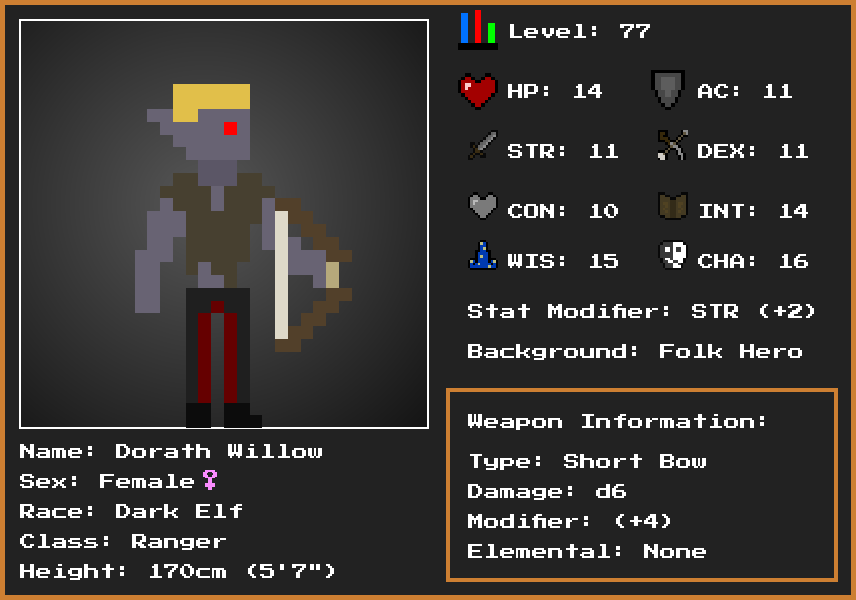 Level: 77
HP: 14 AC: 11
STR: 11 DEX: 11
CON: 10 INT: 14
WIS: 15 CHA: 16
Stat Modifier: STR (+2)
Background: Folk Hero
Weapon Information:
Type: Short Bow
Damage: d6
Modifier: (+4)
Elemental: None
Name: Dorath Willow
Sex: Female♀
Race: Dark Elf
Class: Ranger
Height: 170cm (5'7")